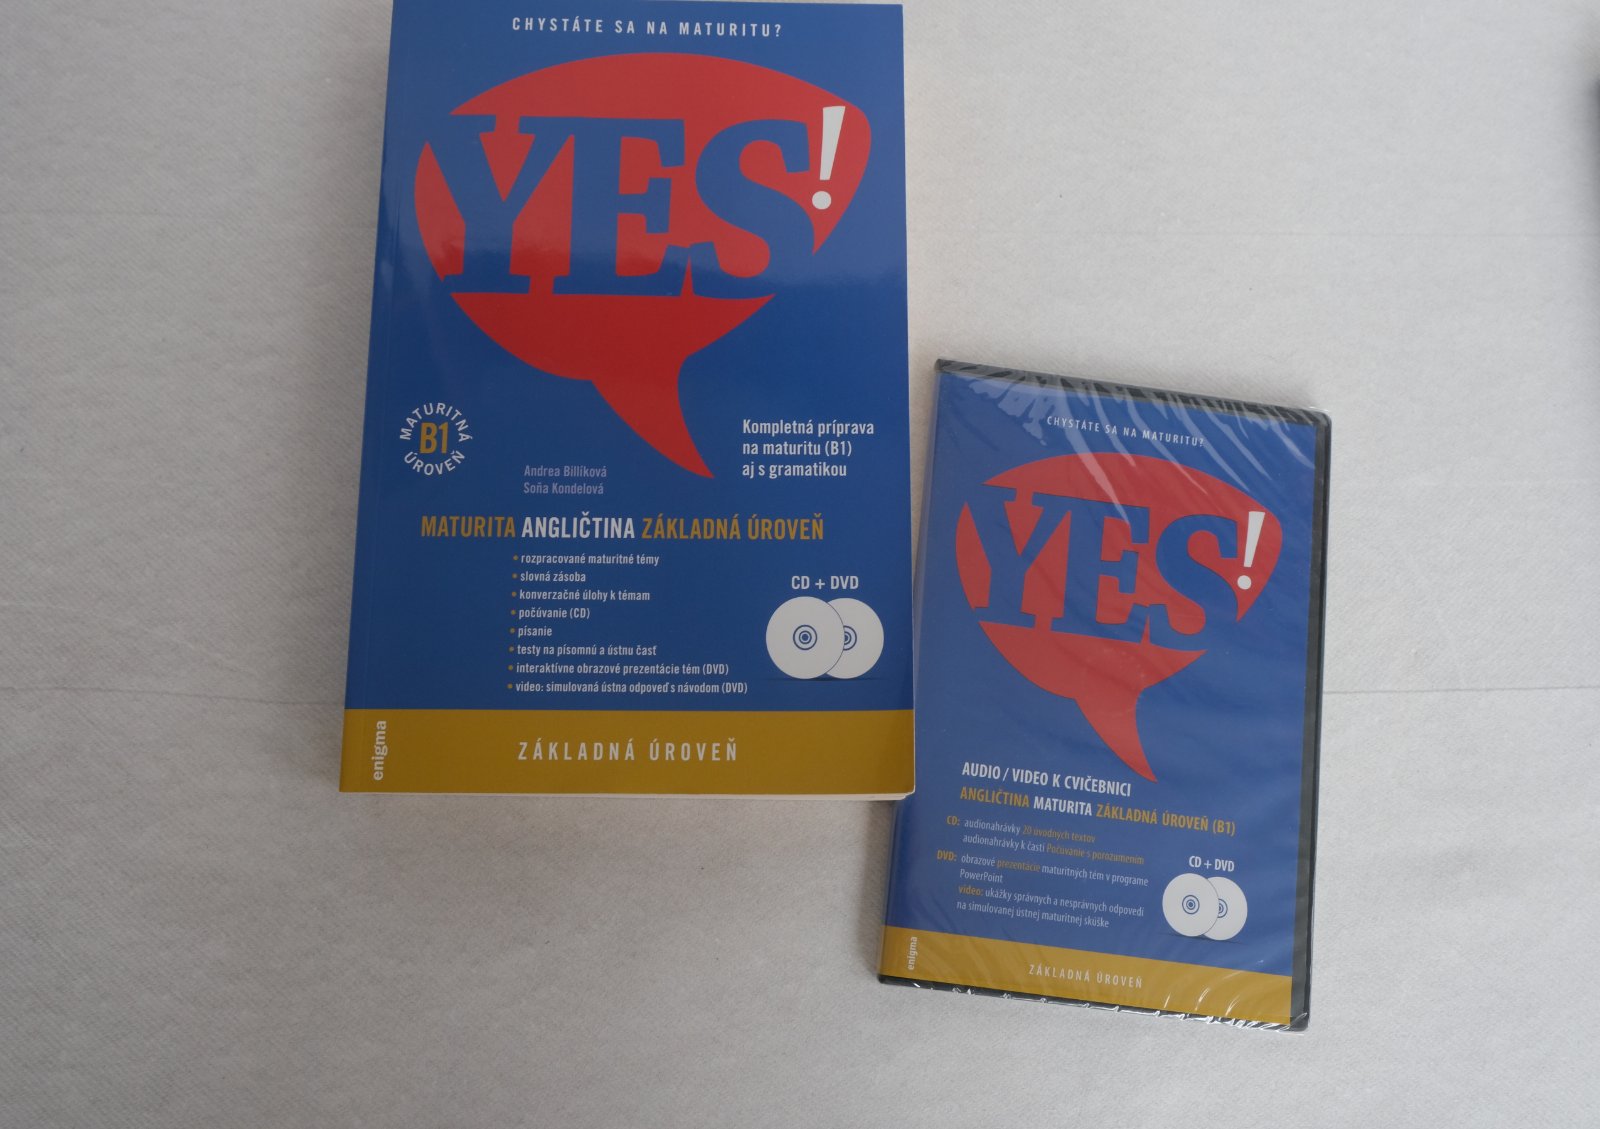 CHYSTÁTE SA NA MATURITU?
YES!
MATURITNÁ
B1
ÚROVEŇ
Kompletná príprava
na maturitu (B1)
aj s gramatikou
Andrea Billíková
Soňa Kondelová
MATURITA ANGLIČTINA ZÁKLADNÁ ÚROVEŇ
• rozpracované maturitné témy
• slovná zásoba
• konverzačné úlohy k témam
• počúvanie (CD)
• písanie
• testy na písomnú a ústnu časť
• interaktívne obrazové prezentácie tém (DVD)
• video: simulovaná ústna odpoveď s návodom (DVD)
CD + DVD
enigma
ZÁKLADNÁ ÚROVEŇ
CHYSTÁTE SA NA MATURITU?
YES!
AUDIO / VIDEO K CVIČEBNICI
ANGLIČTINA MATURITA ZÁKLADNÁ ÚROVEŇ (B1)
CD: audionahrávky 20 úvodných textov
audionahrávky k časti Počúvanie s porozumením
DVD: obrazové prezentácie maturitných tém v programe
PowerPoint
video: ukážky správnych a nesprávnych odpovedí
na simulovanej ústnej maturitnej skúške
CD + DVD
enigma
ZÁKLADNÁ ÚROVEŇ